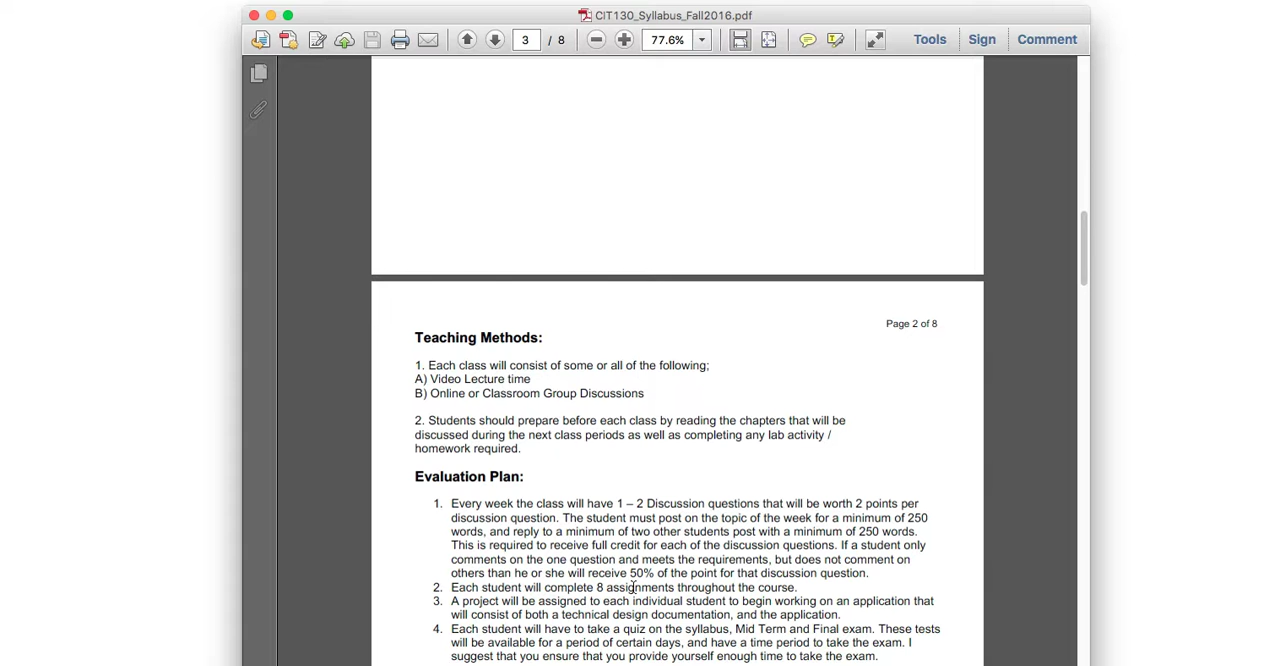 CIT130_Syllabus_Fall2016.pdf
3 / 8 77.6% Tools Sign Comment
Page 2 of 8
Teaching Methods:
1. Each class will consist of some or all of the following;
A) Video Lecture time
B) Online or Classroom Group Discussions
2. Students should prepare before each class by reading the chapters that will be
discussed during the next class periods as well as completing any lab activity /
homework required.
Evaluation Plan:
1. Every week the class will have 1 – 2 Discussion questions that will be worth 2 points per
discussion question. The student must post on the topic of the week for a minimum of 250
words, and reply to a minimum of two other students post with a minimum of 250 words.
This is required to receive full credit for each of the discussion questions. If a student only
comments on the one question and meets the requirements, but does not comment on
others than he or she will receive 50% of the point for that discussion question.
2. Each student will complete 8 assignments throughout the course.
3. A project will be assigned to each individual student to begin working on an application that
will consist of both a technical design documentation, and the application.
4. Each student will have to take a quiz on the syllabus, Mid Term and Final exam. These tests
will be available for a period of certain days, and have a time period to take the exam. I
suggest that you ensure that you provide yourself enough time to take the exam.